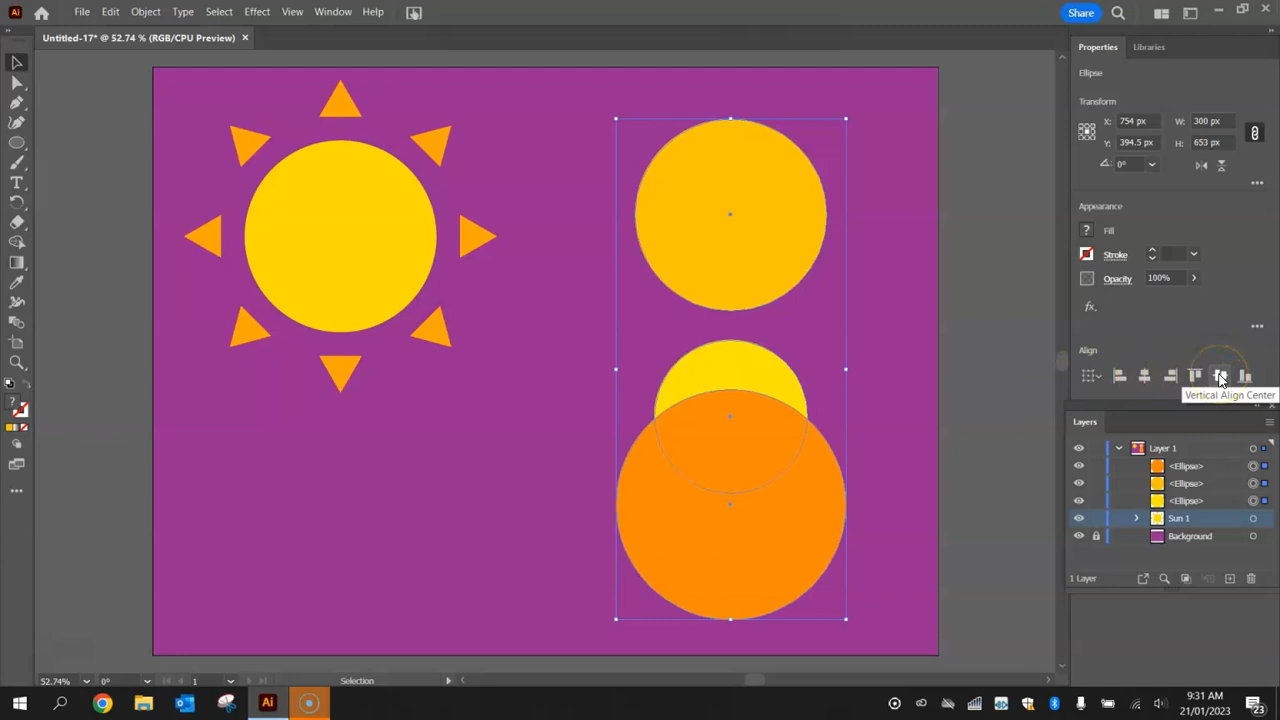 Ai File Edit Object Type Select Effect View Window Help Share
Untitled-17* @ 52.74 % (RGB/CPU Preview)
Properties Libraries
Ellipse
Transform
X: 754 px W: 300 px
Y: 394.5 px H: 653 px
0°
Appearance
? Fill
Stroke
Opacity 100%
fx
Align
Vertical Align Center
Layers
Layer 1
<Ellipse>
<Ellipse>
<Ellipse>
Sun 1
Background
1 Layer
?
T
52.74% 0° 1 Selection
Ai
9:31 AM
21/01/2023
23